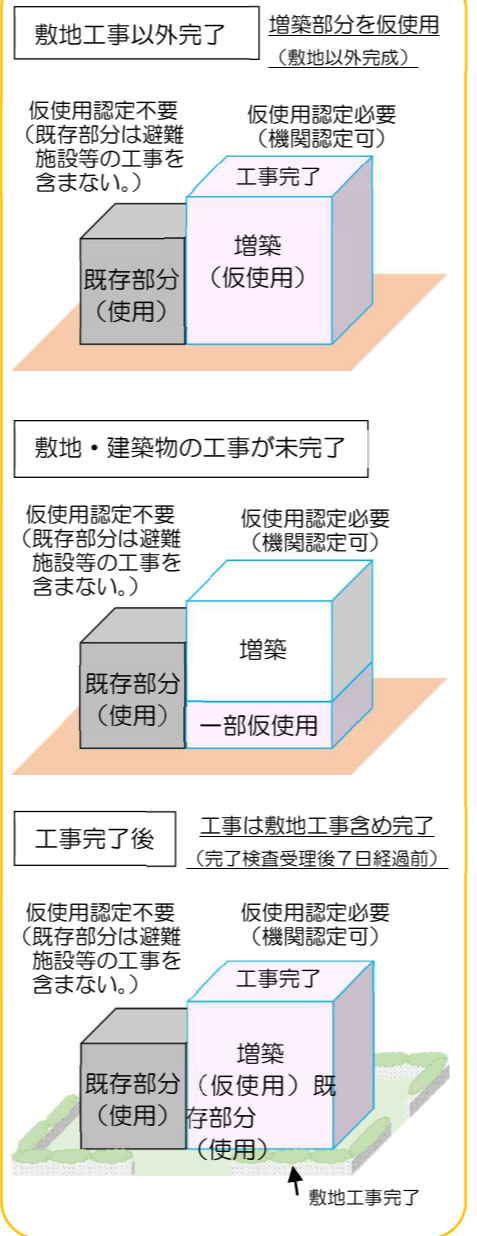 敷地工事以外完了
増築部分を仮使用
（敷地以外完成）
仮使用認定不要
（既存部分は避難
施設等の工事を
含まない。）
仮使用認定必要
（機関認定可）
工事完了
増築
（仮使用）
既存部分
（使用）
敷地・建築物の工事が未完了
仮使用認定不要
（既存部分は避難
施設等の工事を
含まない。）
仮使用認定必要
（機関認定可）
増築
既存部分
（使用）
一部仮使用
工事完了後
工事は敷地工事含め完了
（完了検査受理後７日経過前）
仮使用認定不要
（既存部分は避難
施設等の工事を
含まない。）
仮使用認定必要
（機関認定可）
工事完了
既存部分
（使用）
増築
（仮使用）既
存部分
（使用）
敷地工事完了